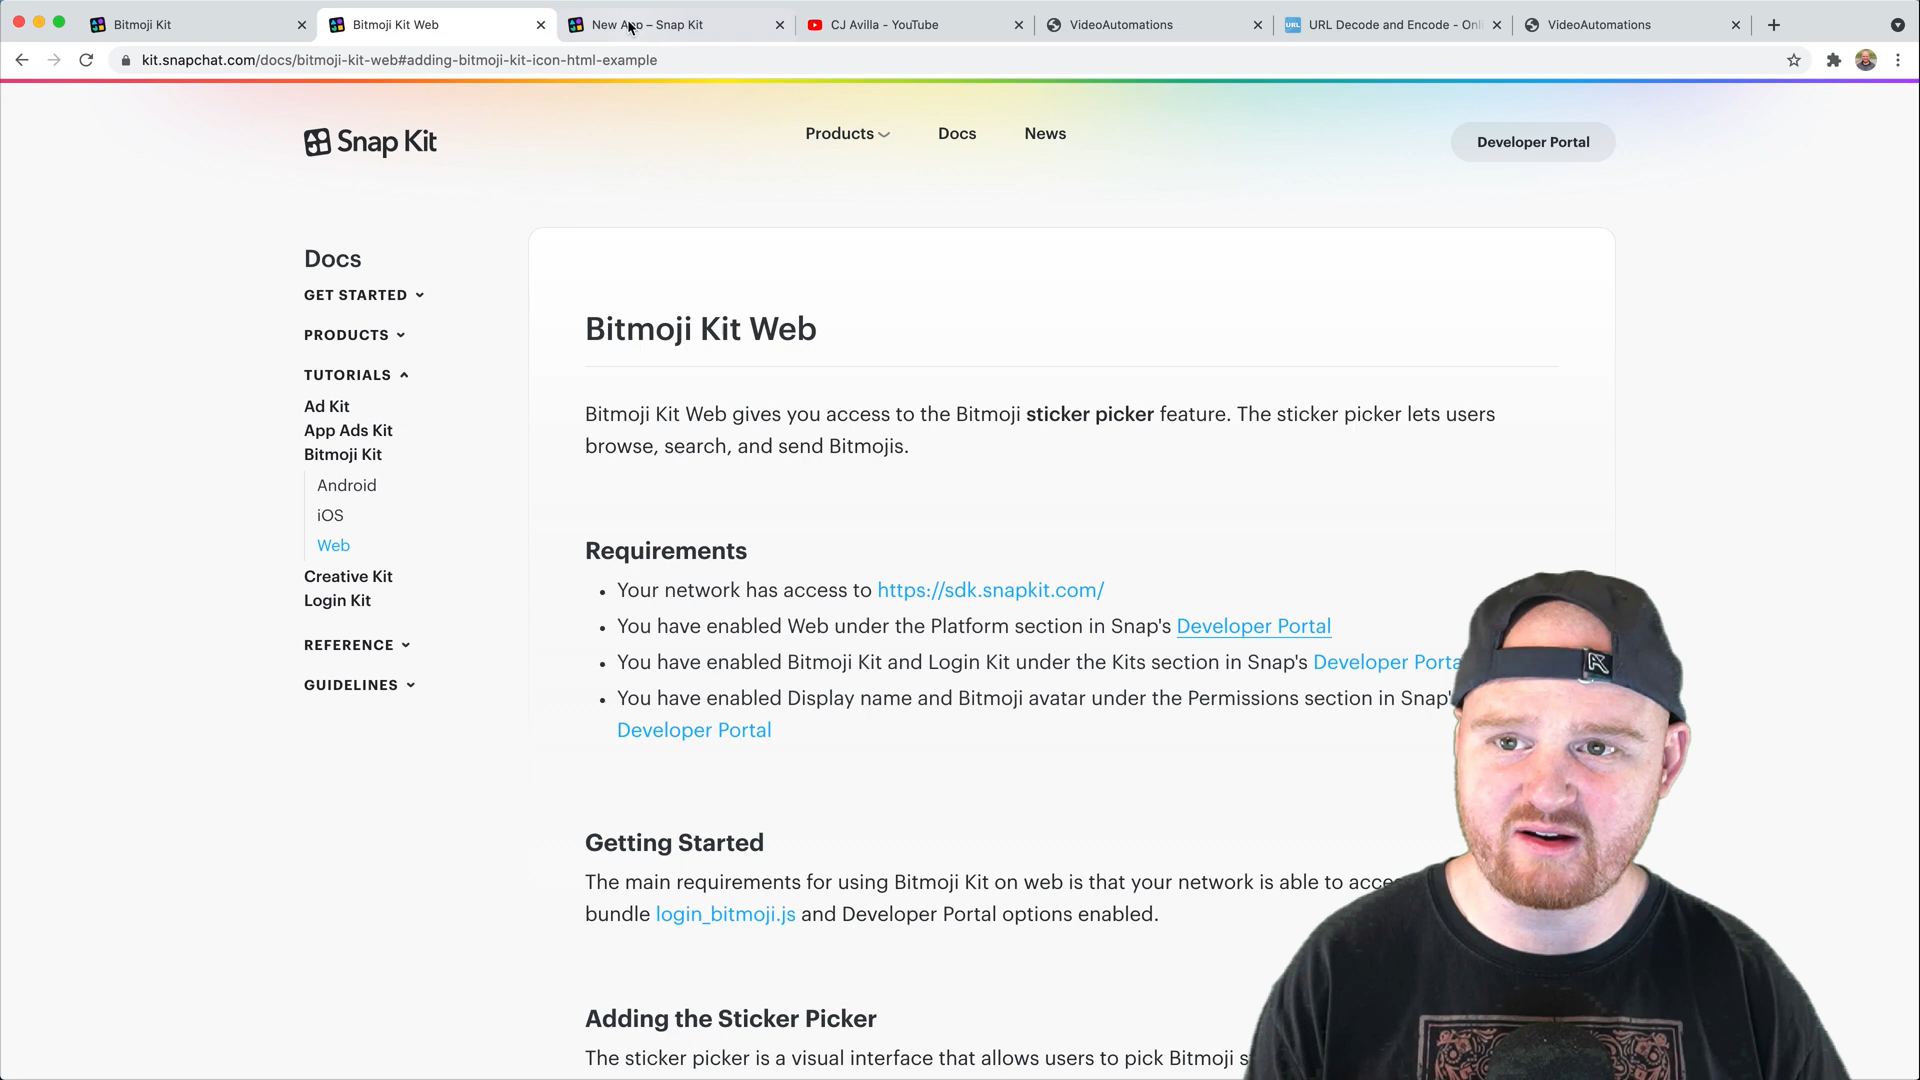 Bitmoji Kit
Bitmoji Kit Web
New App – Snap Kit
CJ Avilla - YouTube
VideoAutomations
URL
URL Decode and Encode - Onl
VideoAutomations
kit.snapchat.com/docs/bitmoji-kit-web#adding-bitmoji-kit-icon-html-example
Snap Kit
Products
Docs
News
Developer Portal
Docs
GET STARTED
PRODUCTS
TUTORIALS
Ad Kit
App Ads Kit
Bitmoji Kit
Android
iOS
Web
Creative Kit
Login Kit
REFERENCE
GUIDELINES
Bitmoji Kit Web
Bitmoji Kit Web gives you access to the Bitmoji sticker picker feature. The sticker picker lets users
browse, search, and send Bitmojis.
Requirements
• Your network has access to https://sdk.snapkit.com/
• You have enabled Web under the Platform section in Snap's Developer Portal
• You have enabled Bitmoji Kit and Login Kit under the Kits section in Snap's Developer Porta
• You have enabled Display name and Bitmoji avatar under the Permissions section in Snap'
Developer Portal
Getting Started
The main requirements for using Bitmoji Kit on web is that your network is able to acce
bundle login_bitmoji.js and Developer Portal options enabled.
Adding the Sticker Picker
The sticker picker is a visual interface that allows users to pick Bitmoji s